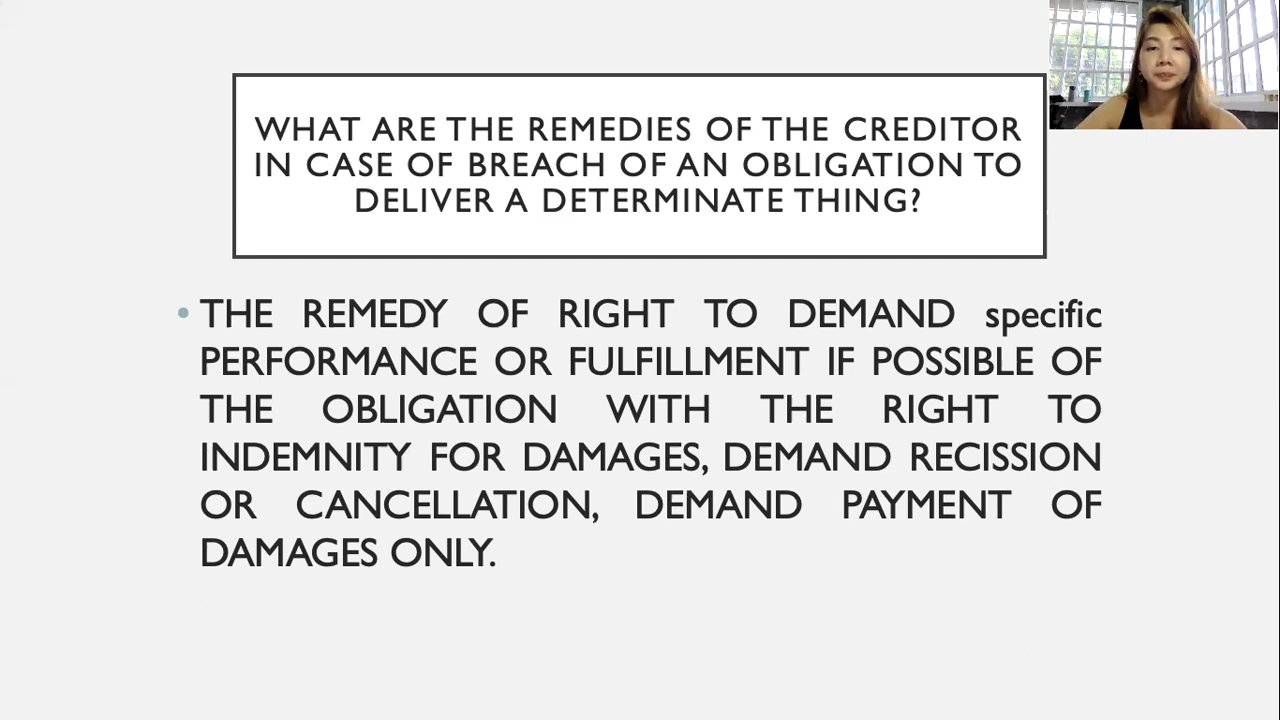 WHAT ARE THE REMEDIES OF THE CREDITOR
IN CASE OF BREACH OF AN OBLIGATION TO
DELIVER A DETERMINATE THING?
• THE REMEDY OF RIGHT TO DEMAND specific
PERFORMANCE OR FULFILLMENT IF POSSIBLE OF
THE OBLIGATION WITH THE RIGHT TO
INDEMNITY FOR DAMAGES, DEMAND RECISSION
OR CANCELLATION, DEMAND PAYMENT OF
DAMAGES ONLY.